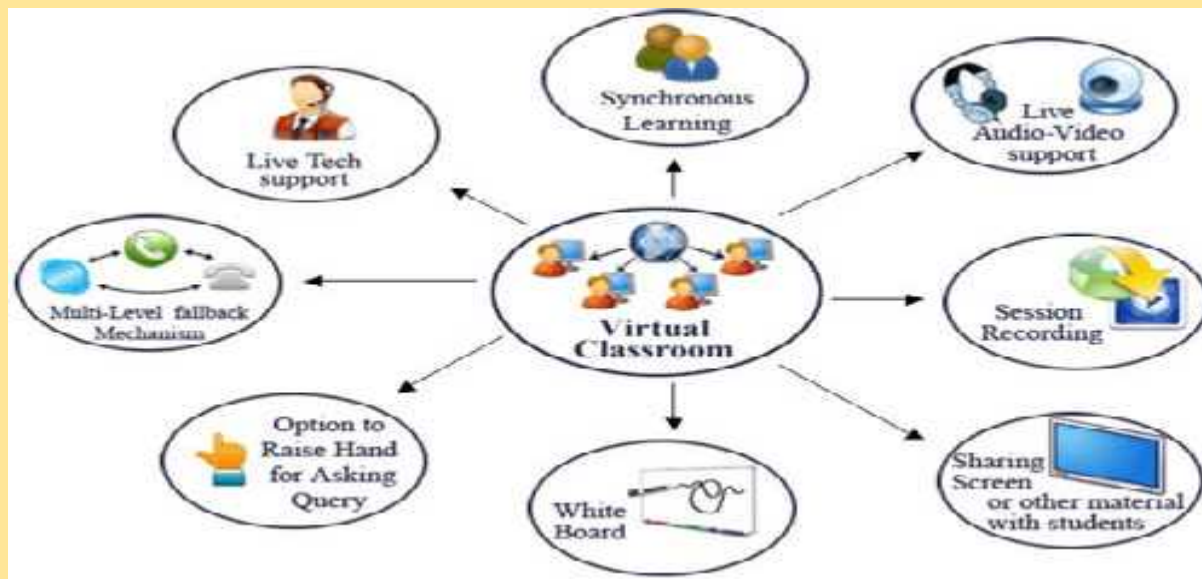 Synchronous
Learning
Live
Audio-Video
support
Live Tech
support
Multi-Level fallback
Mechanism
Virtual
Classroom
Session
Recording
Option to
Raise Hand
for Asking
Query
White
Board
Sharing
Screen
or other material
with students